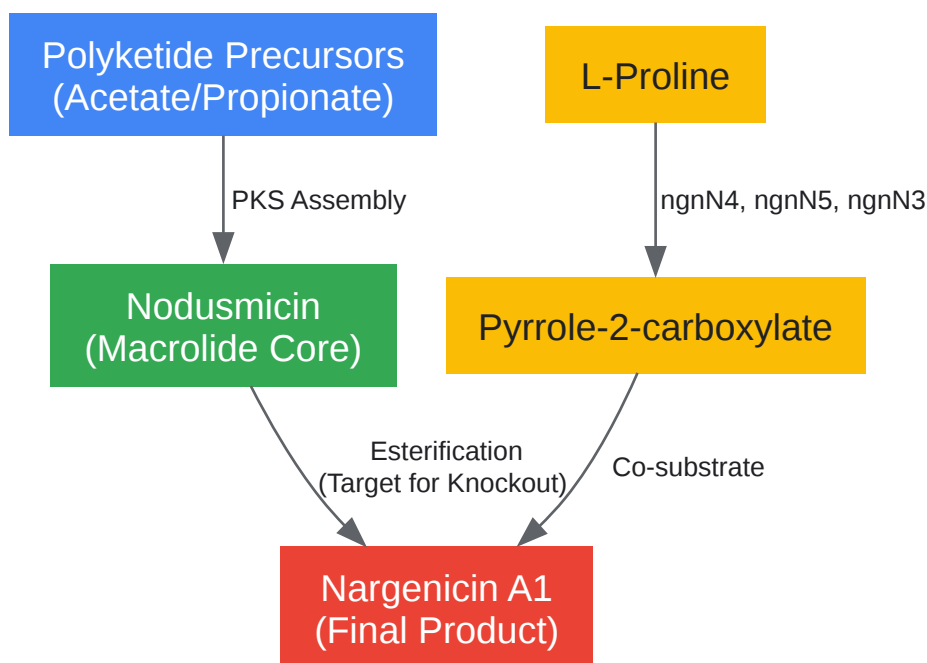 Polyketide Precursors
(Acetate/Propionate)
L-Proline
PKS Assembly
ngnN4, ngnN5, ngnN3
Nodusmicin
(Macrolide Core)
Pyrrole-2-carboxylate
Esterification
(Target for Knockout)
Co-substrate
Nargenicin A1
(Final Product)